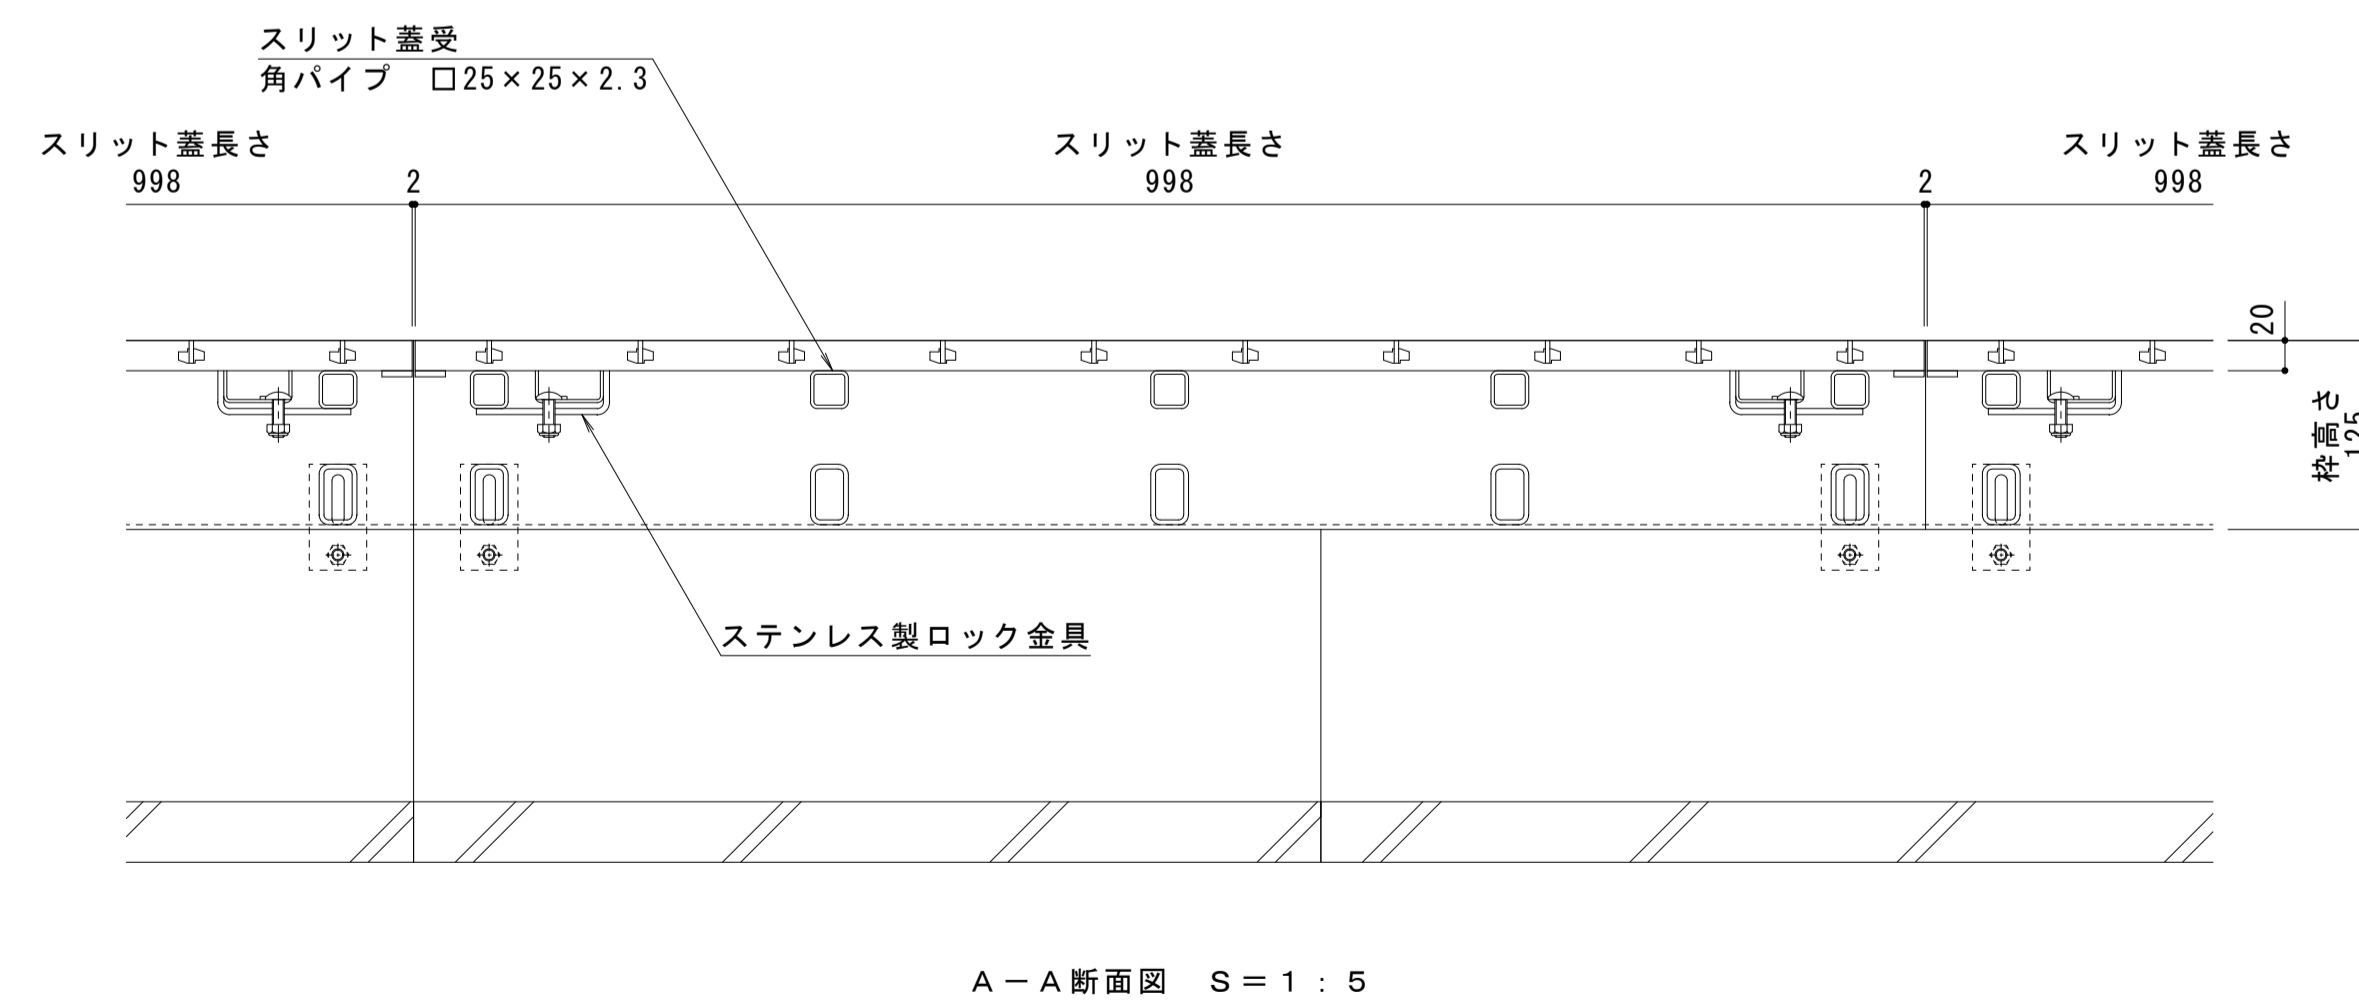 スリット蓋受
角パイプ　□25×25×2.3
スリット蓋長さ
998
2
スリット蓋長さ
998
2
スリット蓋長さ
998
20
枠高さ
125
ステンレス製ロック金具
Ａ－Ａ断面図　Ｓ＝１：５